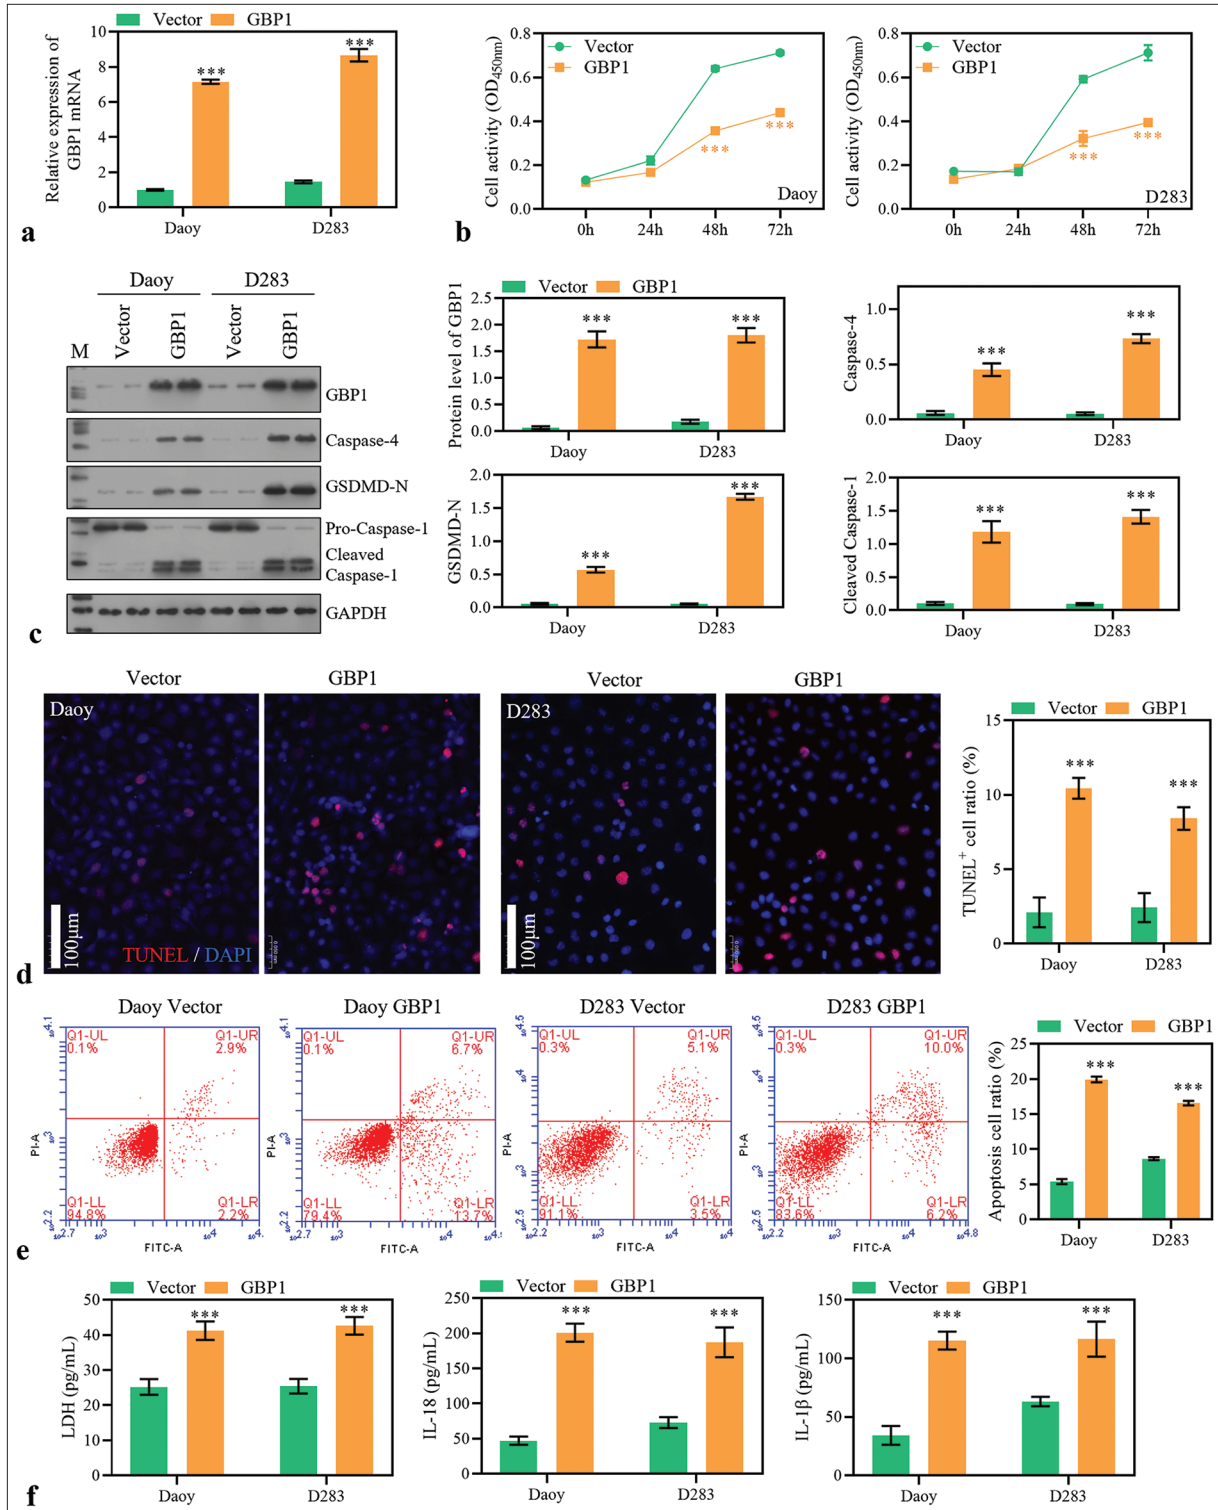 Vector GBP1
Relative expression of
GBP1 mRNA
10
8
6
4
2
0
***
***
Daoy
D283
a
Cell activity (OD450nm)
0.8
0.6
0.4
0.2
0.0
Vector
GBP1
***
***
Daoy
0h 24h 48h 72h
b
Cell activity (OD450nm)
0.8
0.6
0.4
0.2
0.0
Vector
GBP1
***
***
D283
0h 24h 48h 72h
Daoy D283
M Vector GBP1 Vector GBP1
GBP1
Caspase-4
GSDMD-N
Pro-Caspase-1
Cleaved
Caspase-1
GAPDH
c
Vector GBP1
Protein level of GBP1
2.5
2.0
1.5
1.0
0.5
0.0
***
***
Daoy D283
Caspase-4
1.0
0.5
0.0
***
***
Daoy D283
GSDMD-N
2.0
1.5
1.0
0.5
0.0
***
***
Daoy D283
Cleaved Caspase-1
2.0
1.5
1.0
0.5
0.0
***
***
Daoy D283
Vector GBP1 Vector GBP1
Daoy
D283
100μm
100μm
TUNEL / DAPI
d
Vector GBP1
TUNEL+ cell ratio (%)
15
10
5
0
***
***
Daoy D283
Daoy Vector
Q1-UL
0.1%
Q1-UR
2.9%
Q1-LL
94.8%
Q1-LR
2.2%
PI-A
FITC-A
Daoy GBP1
Q1-UL
0.1%
Q1-UR
6.7%
Q1-LL
79.4%
Q1-LR
13.7%
PI-A
FITC-A
D283 Vector
Q1-UL
0.3%
Q1-UR
5.1%
Q1-LL
91.1%
Q1-LR
3.5%
PI-A
FITC-A
D283 GBP1
Q1-UL
0.3%
Q1-UR
10.0%
Q1-LL
83.6%
Q1-LR
6.2%
PI-A
FITC-A
e
Vector GBP1
Apoptosis cell ratio (%)
25
20
15
10
5
0
***
***
Daoy D283
Vector GBP1
LDH (pg/mL)
50
40
30
20
10
0
***
***
Daoy D283
Vector GBP1
IL-18 (pg/mL)
250
200
150
100
50
0
***
***
Daoy D283
Vector GBP1
IL-1β (pg/mL)
150
100
50
0
***
***
Daoy D283
f